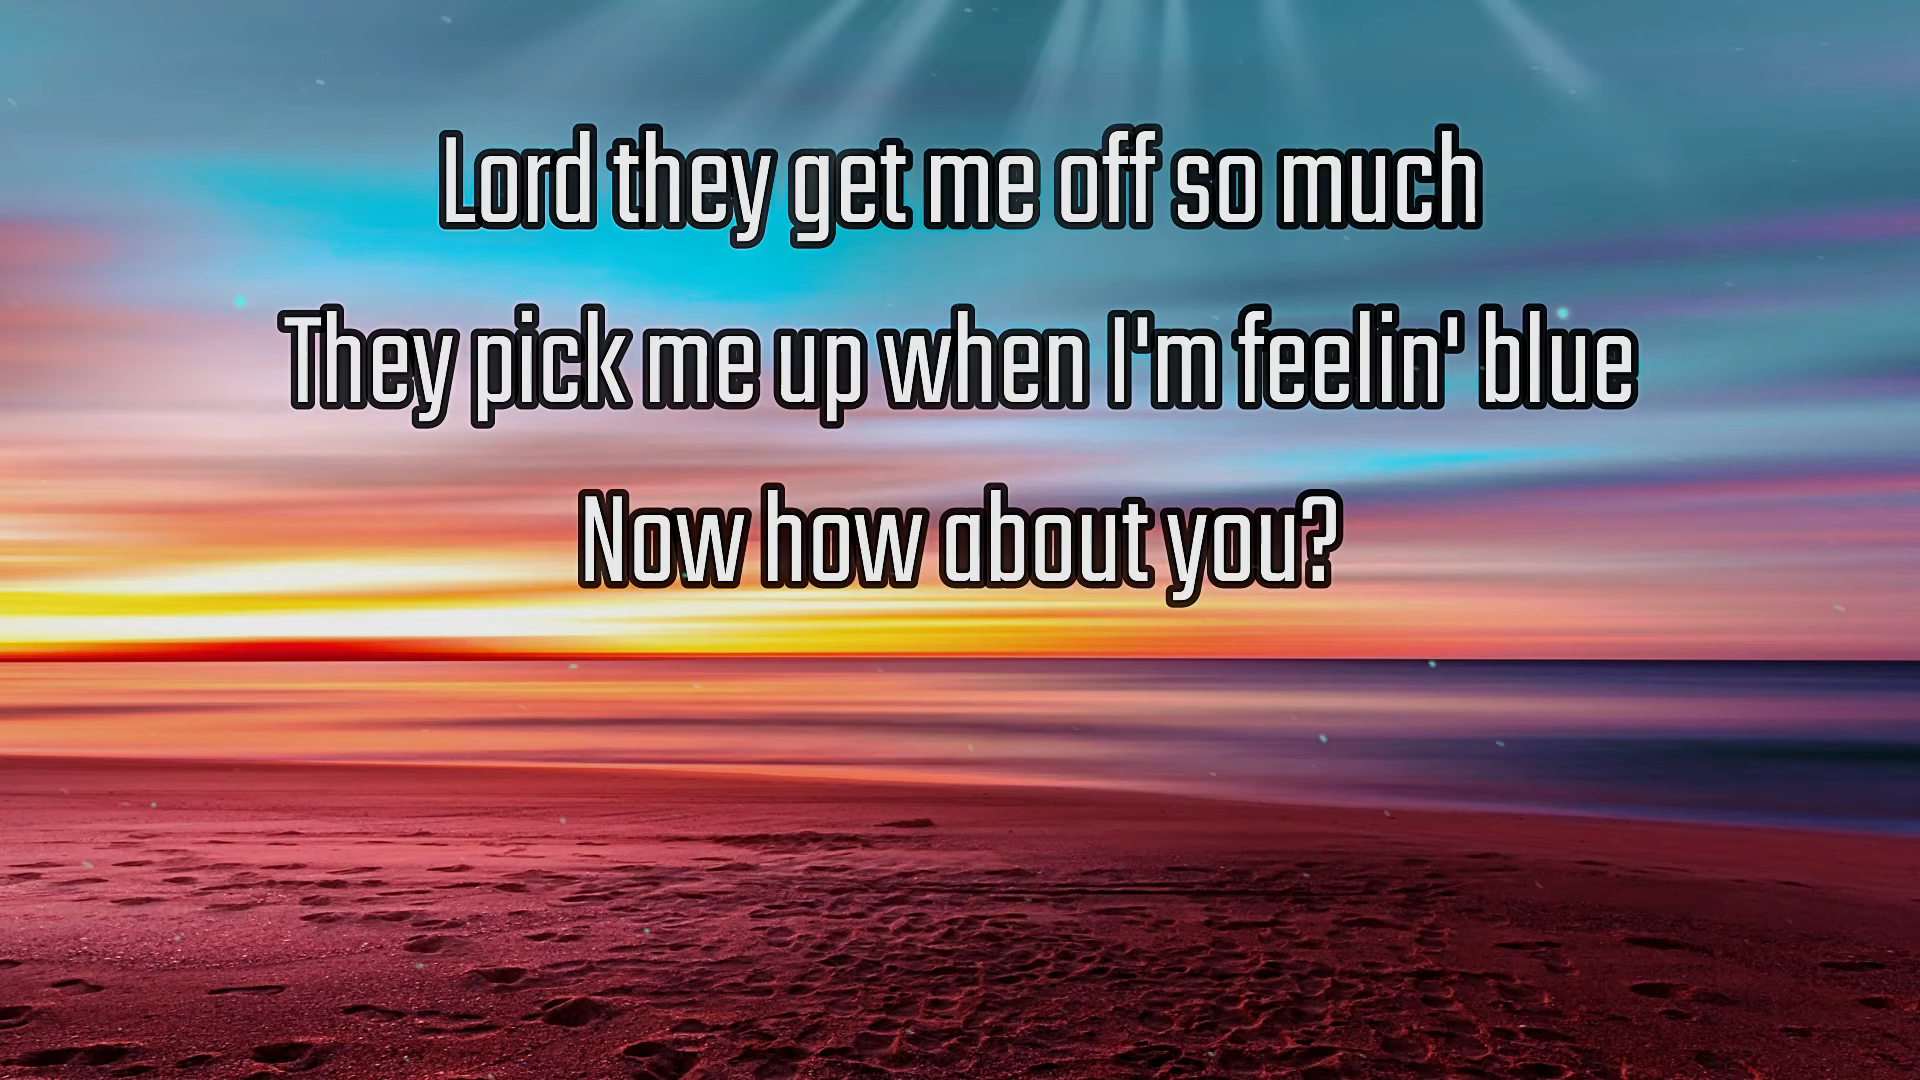 Lord they get me off so much
They pick me up when I'm feelin' blue
Now how about you?